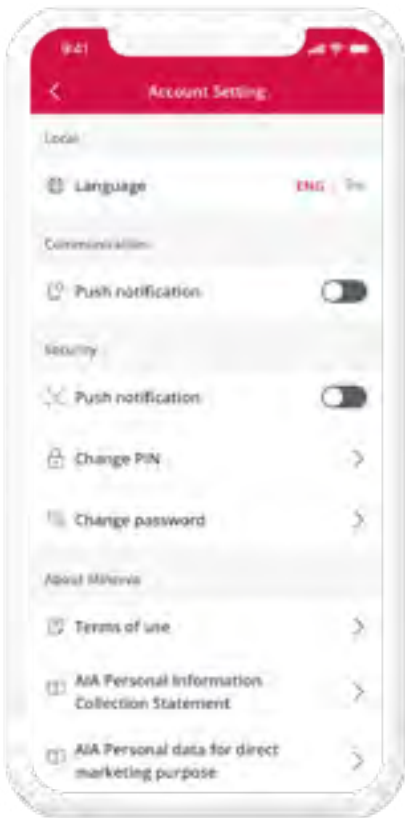 9:41
Account Setting
Local
Language
ENG
Communication
Push notification
Security
Push notification
Change PIN
Change password
About Minerva
Terms of use
AIA Personal Information
Collection Statement
AIA Personal data for direct
marketing purpose